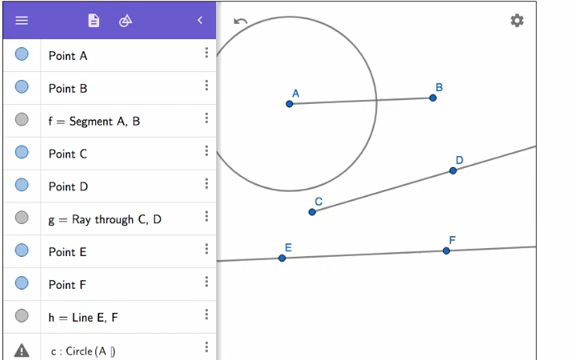 Point A
Point B
f = Segment A, B
Point C
Point D
g = Ray through C, D
Point E
Point F
h = Line E, F
c : Circle (A |)
A
B
C
D
E
F